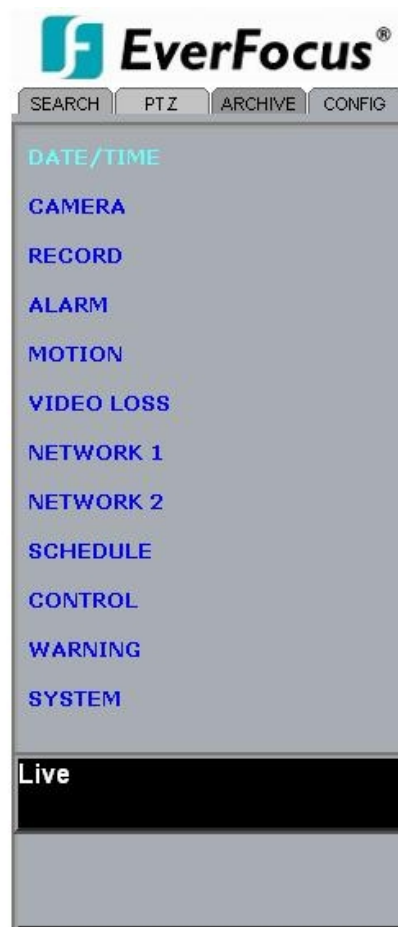 EverFocus®
SEARCH PTZ ARCHIVE CONFIG
DATE/TIME
CAMERA
RECORD
ALARM
MOTION
VIDEO LOSS
NETWORK 1
NETWORK 2
SCHEDULE
CONTROL
WARNING
SYSTEM
Live